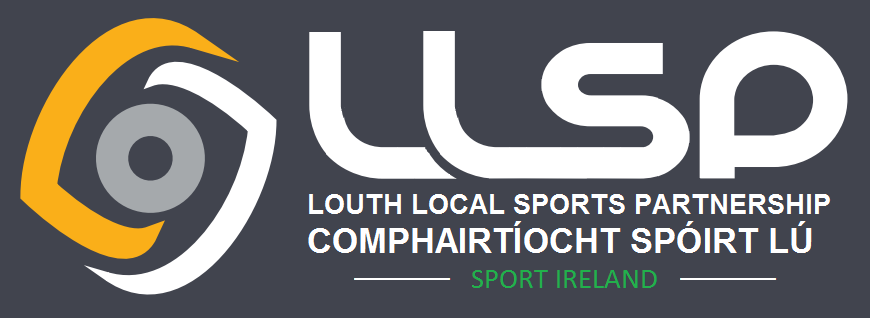 LLSP
LOUTH LOCAL SPORTS PARTNERSHIP
COMPHAIRTÍOCHT SPÓIRT LÚ
SPORT IRELAND